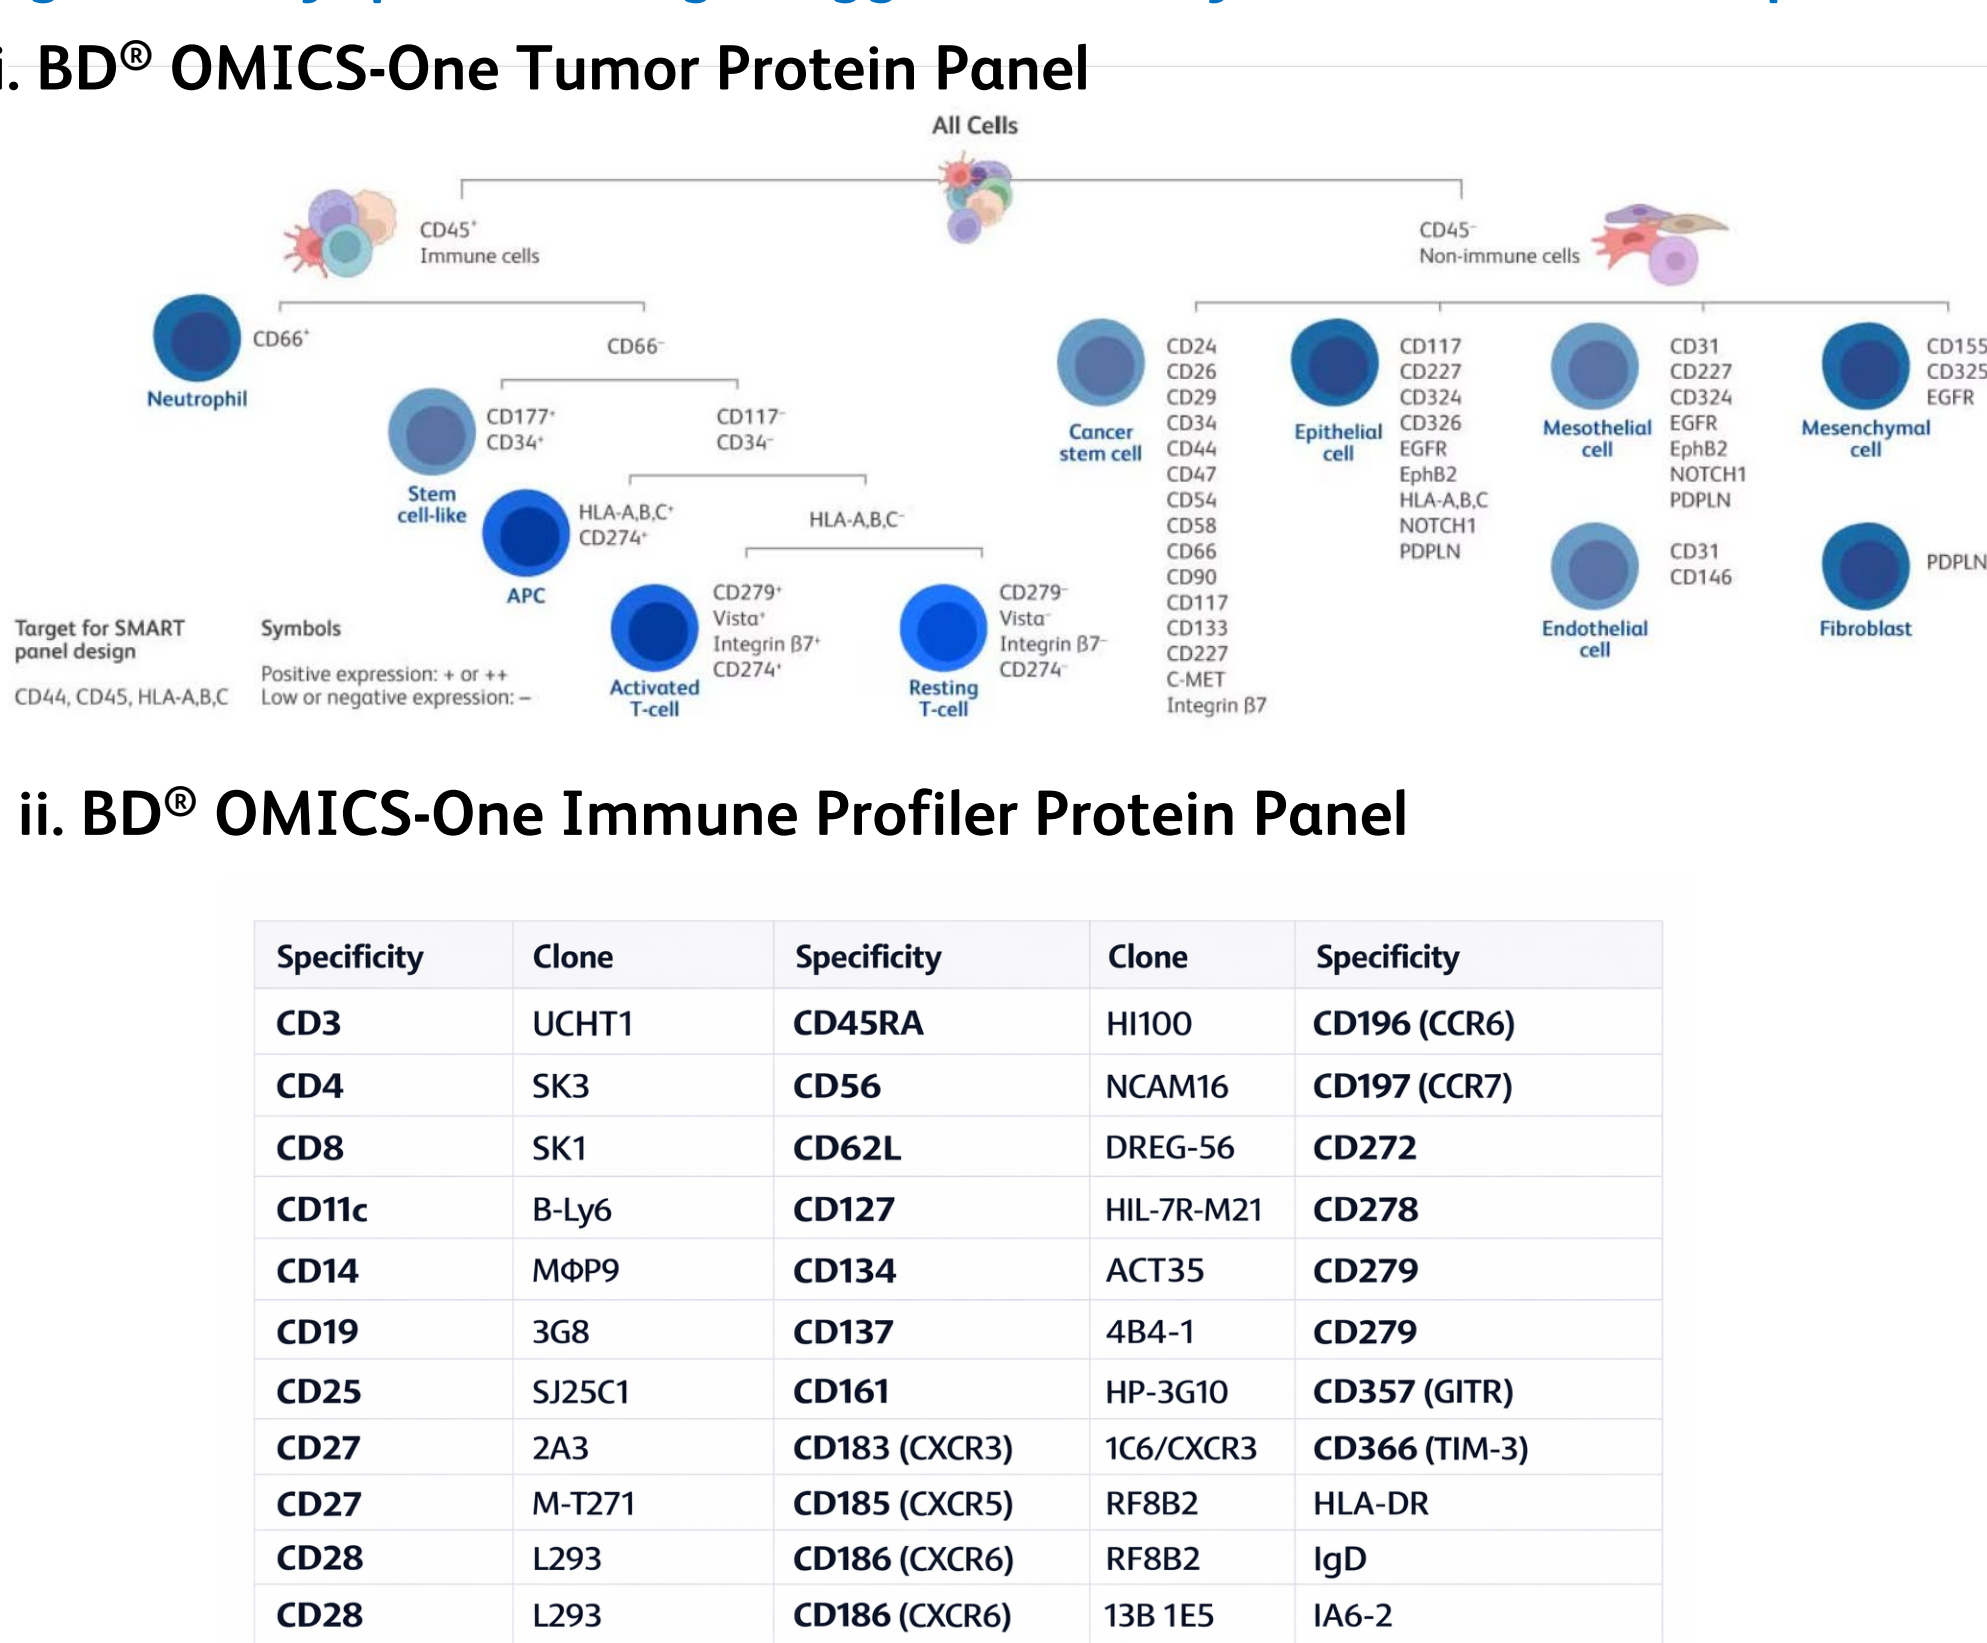 i. BD® OMICS-One Tumor Protein Panel
All Cells
CD45⁺
Immune cells
CD45⁻
Non-immune cells
CD66⁺
Neutrophil
CD66⁻
CD177⁺
CD34⁺
Stem
cell-like
CD117⁻
CD34⁻
HLA-A,B,C⁺
CD274⁺
APC
HLA-A,B,C⁻
CD279⁺
Vista⁺
Integrin β7⁺
CD274⁺
Activated
T-cell
CD279⁻
Vista⁻
Integrin β7⁻
CD274⁻
Resting
T-cell
Cancer
stem cell
CD24
CD26
CD29
CD34
CD44
CD47
CD54
CD58
CD66
CD90
CD117
CD133
CD227
C-MET
Integrin β7
Epithelial
cell
CD117
CD227
CD324
CD326
EGFR
EphB2
HLA-A,B,C
NOTCH1
PDPLN
Mesothelial
cell
CD31
CD227
CD324
EGFR
EphB2
NOTCH1
PDPLN
Endothelial
cell
CD31
CD146
Mesenchymal
cell
CD155
CD325
EGFR
Fibroblast
PDPLN
Target for SMART
panel design
CD44, CD45, HLA-A,B,C
Symbols
Positive expression: + or ++
Low or negative expression: –
ii. BD® OMICS-One Immune Profiler Protein Panel
Specificity Clone Specificity Clone Specificity
CD3 UCHT1 CD45RA HI100 CD196 (CCR6)
CD4 SK3 CD56 NCAM16 CD197 (CCR7)
CD8 SK1 CD62L DREG-56 CD272
CD11c B-Ly6 CD127 HIL-7R-M21 CD278
CD14 MΦP9 CD134 ACT35 CD279
CD19 3G8 CD137 4B4-1 CD279
CD25 SJ25C1 CD161 HP-3G10 CD357 (GITR)
CD27 2A3 CD183 (CXCR3) 1C6/CXCR3 CD366 (TIM-3)
CD27 M-T271 CD185 (CXCR5) RF8B2 HLA-DR
CD28 L293 CD186 (CXCR6) RF8B2 IgD
CD28 L293 CD186 (CXCR6) 13B 1E5 IA6-2